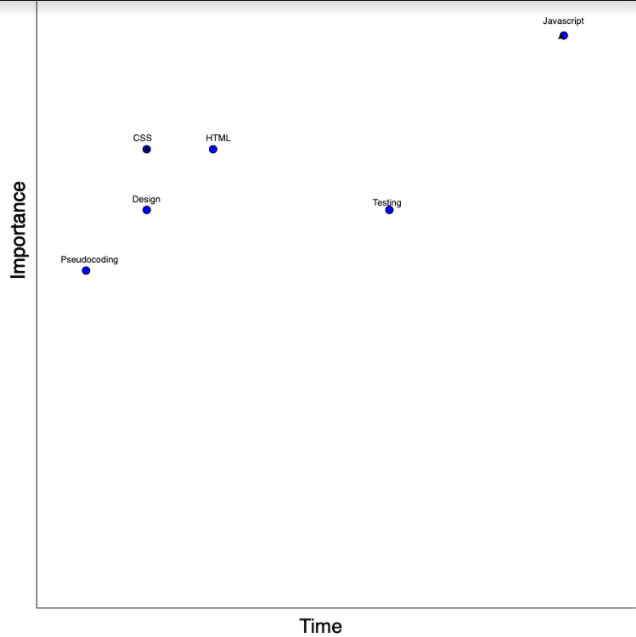 Javascript
CSS
HTML
Design
Testing
Pseudocoding
Importance
Time